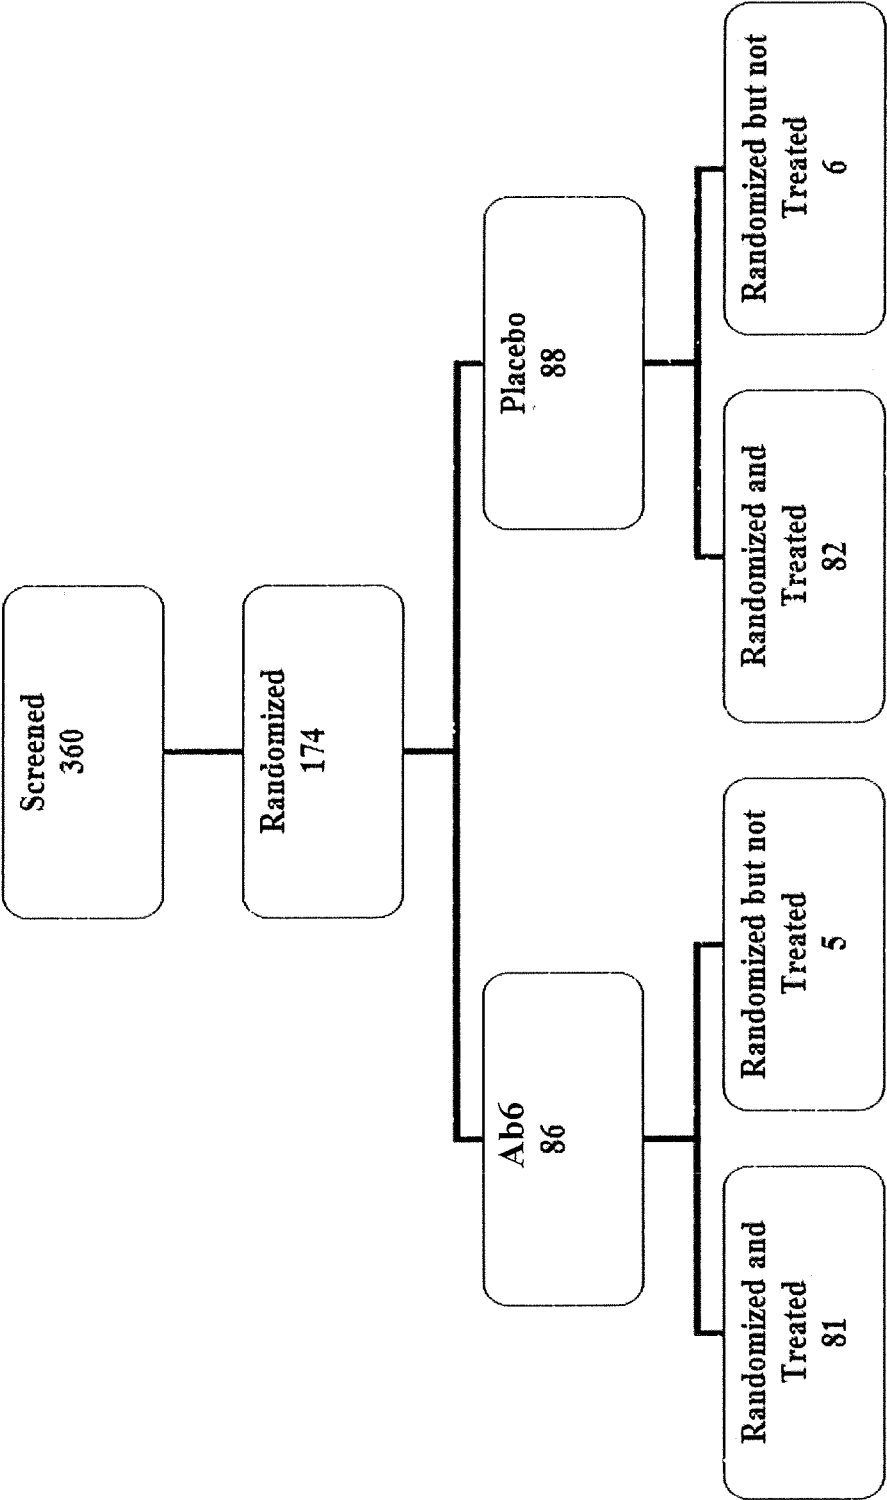 Screened
360
Randomized
174
Ab6
86
Placebo
88
Randomized and
Treated
81
Randomized but not
Treated
5
Randomized and
Treated
82
Randomized but not
Treated
6